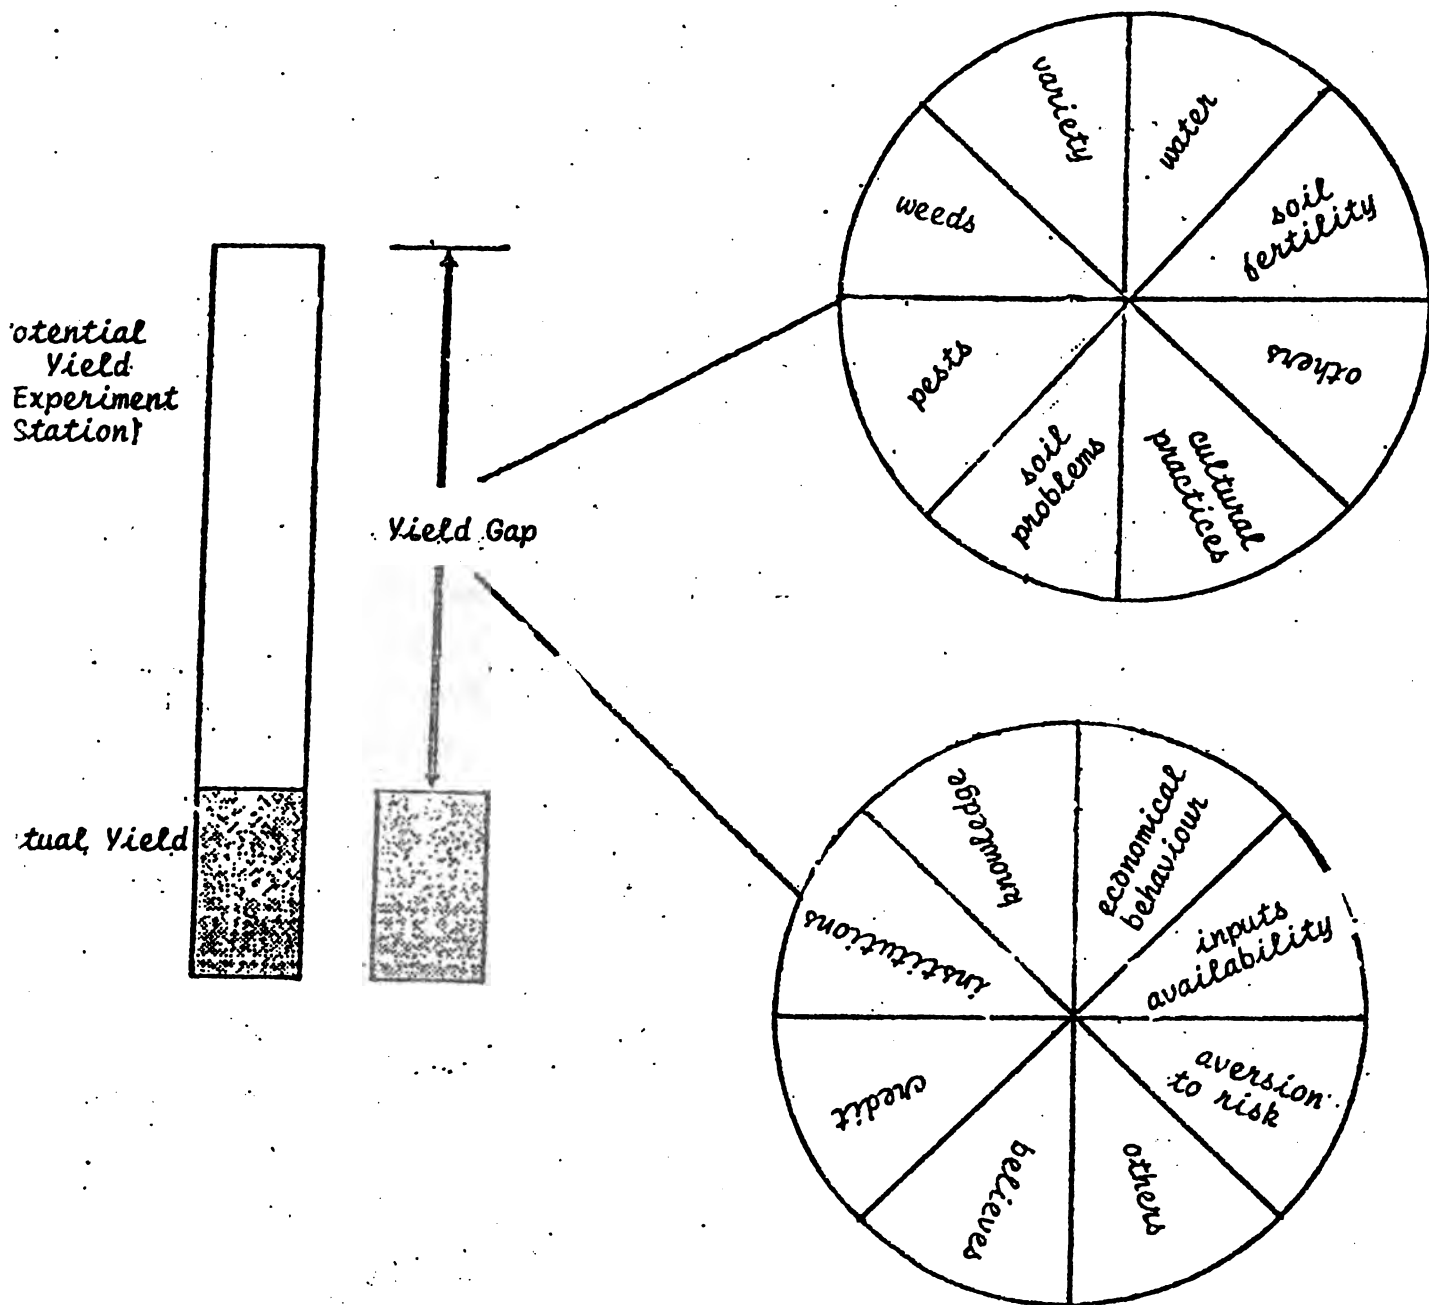 otential
Yield
Experiment
Station)
tual Yield
Yield Gap
variety
water
soil
fertility
others
cultural
practices
soil
problems
pests
weeds
knowledge
economical
behaviour
inputs
availability
aversion
to risk
others
believes
credit
institutions